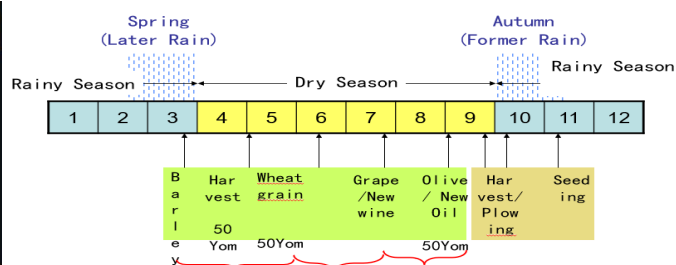 Spring
(Later Rain)
Autumn
(Former Rain)
Rainy Season
Dry Season
Rainy Season
1 2 3 4 5 6 7 8 9 10 11 12
Barley
Har
vest
50
Yom
Wheat
grain
50Yom
Grape
/New
wine
Olive
/ New
Oil
50Yom
Har
vest/
Plow
ing
Seed
ing